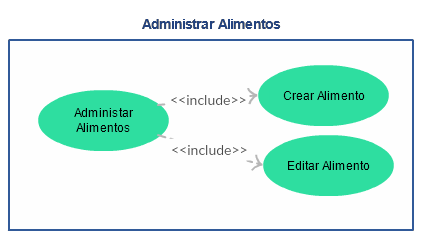 Administrar Alimentos
<<include>>
Crear Alimento
Administar
Alimentos
<<include>>
Editar Alimento